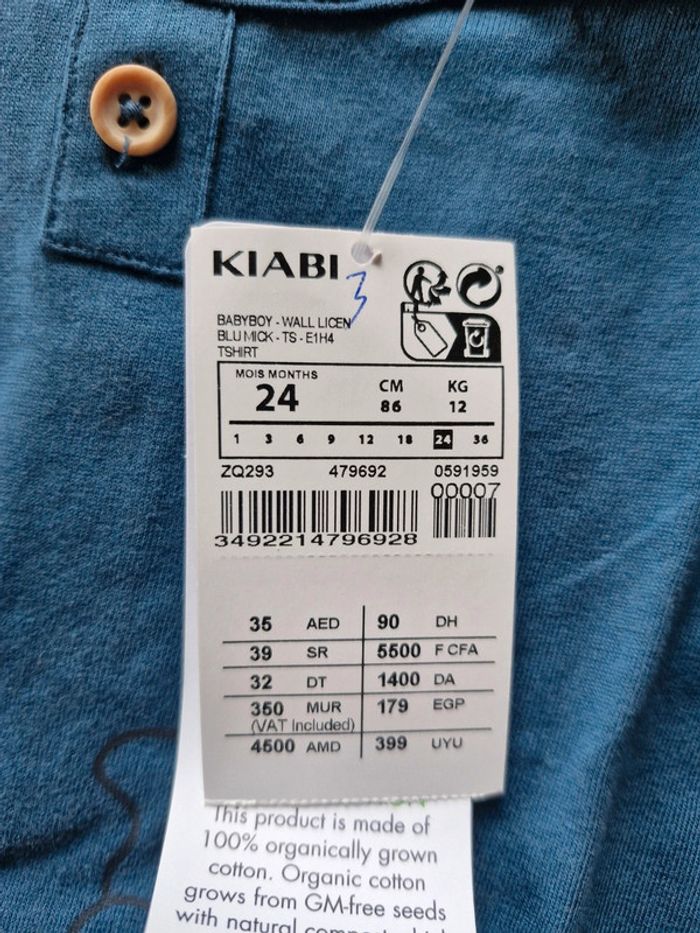 KIABI
3
BABYBOY - WALL LICEN
BLU MICK - TS - E1H4
TSHIRT
MOIS MONTHS CM KG
24 86 12
1 3 6 9 12 18 24 36
ZQ293 479692 0591959
00007
3492214796928
35 AED 90 DH
39 SR 5500 F CFA
32 DT 1400 DA
350 MUR 179 EGP
(VAT Included)
4500 AMD 399 UYU
This product is made of
100% organically grown
cotton. Organic cotton
grows from GM-free seeds
with natural